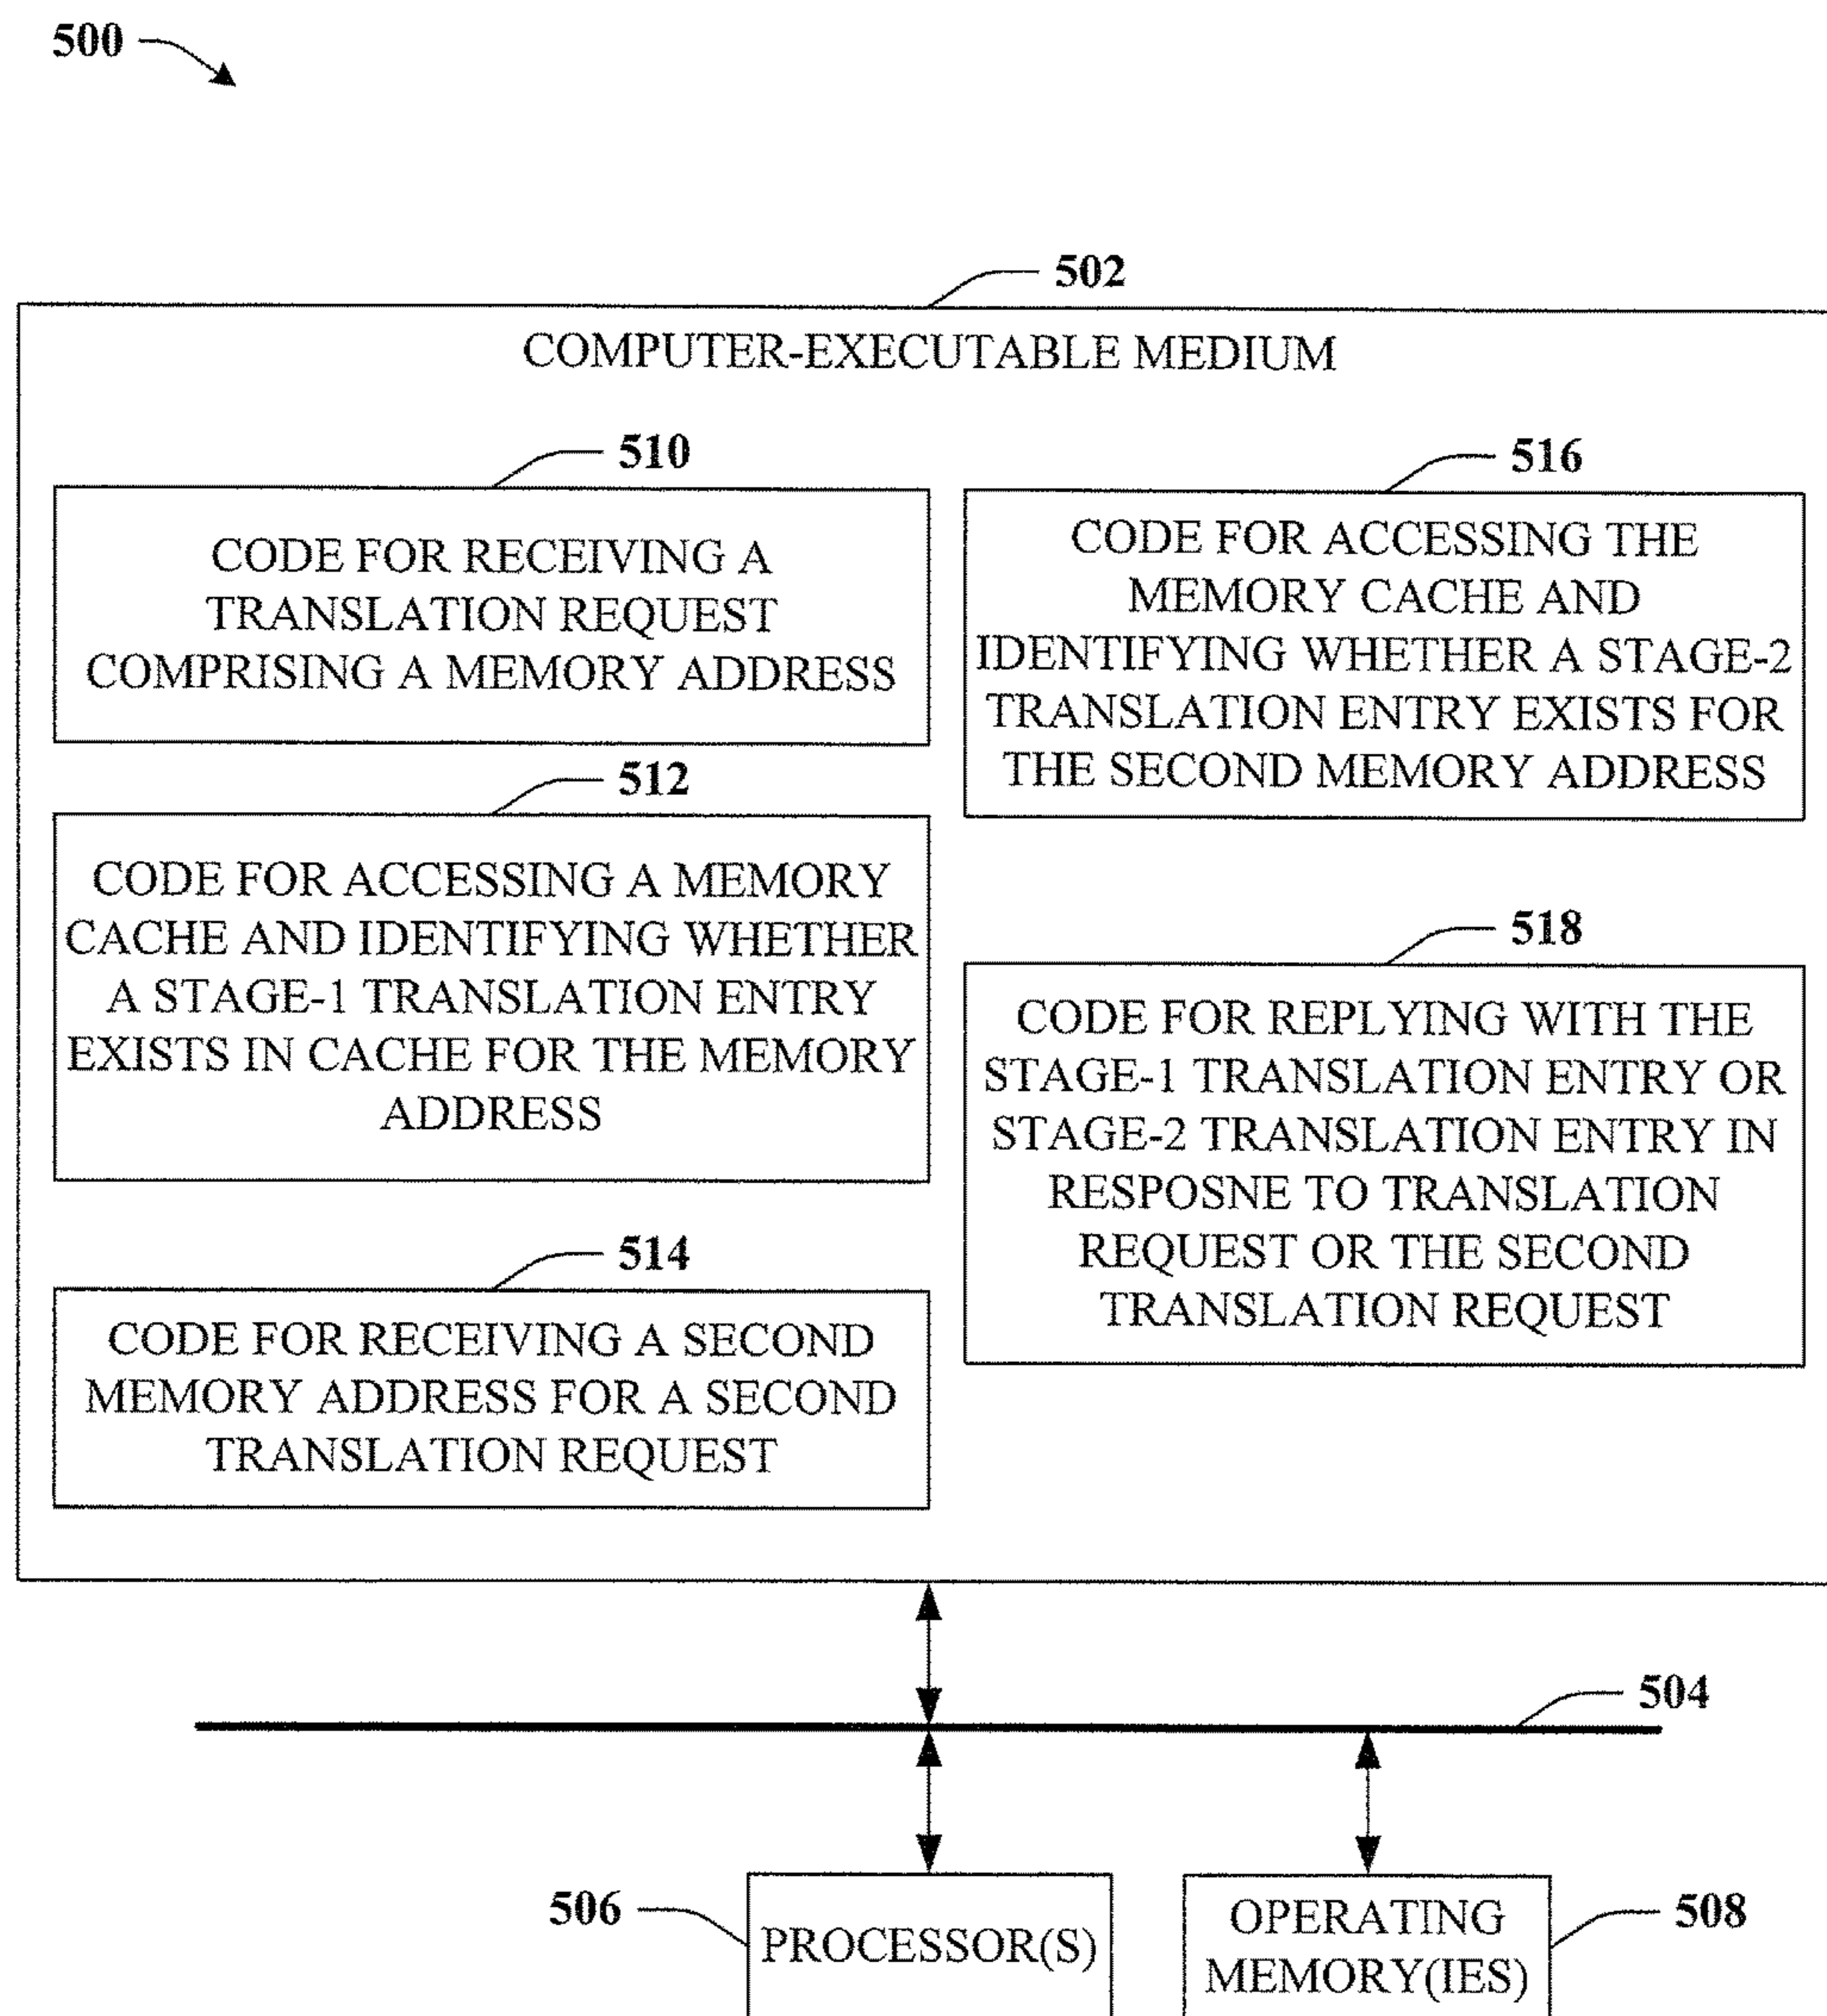 500
502
COMPUTER-EXECUTABLE MEDIUM
510
CODE FOR RECEIVING A
TRANSLATION REQUEST
COMPRISING A MEMORY ADDRESS
512
CODE FOR ACCESSING A MEMORY
CACHE AND IDENTIFYING WHETHER
A STAGE-1 TRANSLATION ENTRY
EXISTS IN CACHE FOR THE MEMORY
ADDRESS
514
CODE FOR RECEIVING A SECOND
MEMORY ADDRESS FOR A SECOND
TRANSLATION REQUEST
516
CODE FOR ACCESSING THE
MEMORY CACHE AND
IDENTIFYING WHETHER A STAGE-2
TRANSLATION ENTRY EXISTS FOR
THE SECOND MEMORY ADDRESS
518
CODE FOR REPLYING WITH THE
STAGE-1 TRANSLATION ENTRY OR
STAGE-2 TRANSLATION ENTRY IN
RESPOSNE TO TRANSLATION
REQUEST OR THE SECOND
TRANSLATION REQUEST
504
506
PROCESSOR(S)
OPERATING
MEMORY(IES)
508